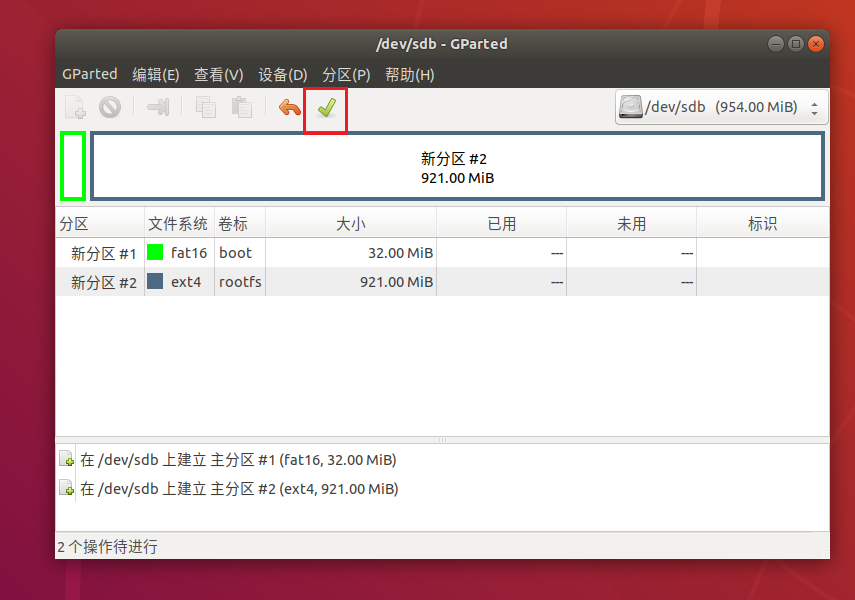 /dev/sdb - GParted
GParted 编辑(E) 查看(V) 设备(D) 分区(P) 帮助(H)
/dev/sdb (954.00 MiB)
新分区 #2
921.00 MiB
分区 文件系统 卷标 大小 已用 未用 标识
新分区 #1 fat16 boot 32.00 MiB --- ---
新分区 #2 ext4 rootfs 921.00 MiB --- ---
在 /dev/sdb 上建立 主分区 #1 (fat16, 32.00 MiB)
在 /dev/sdb 上建立 主分区 #2 (ext4, 921.00 MiB)
2 个操作待进行